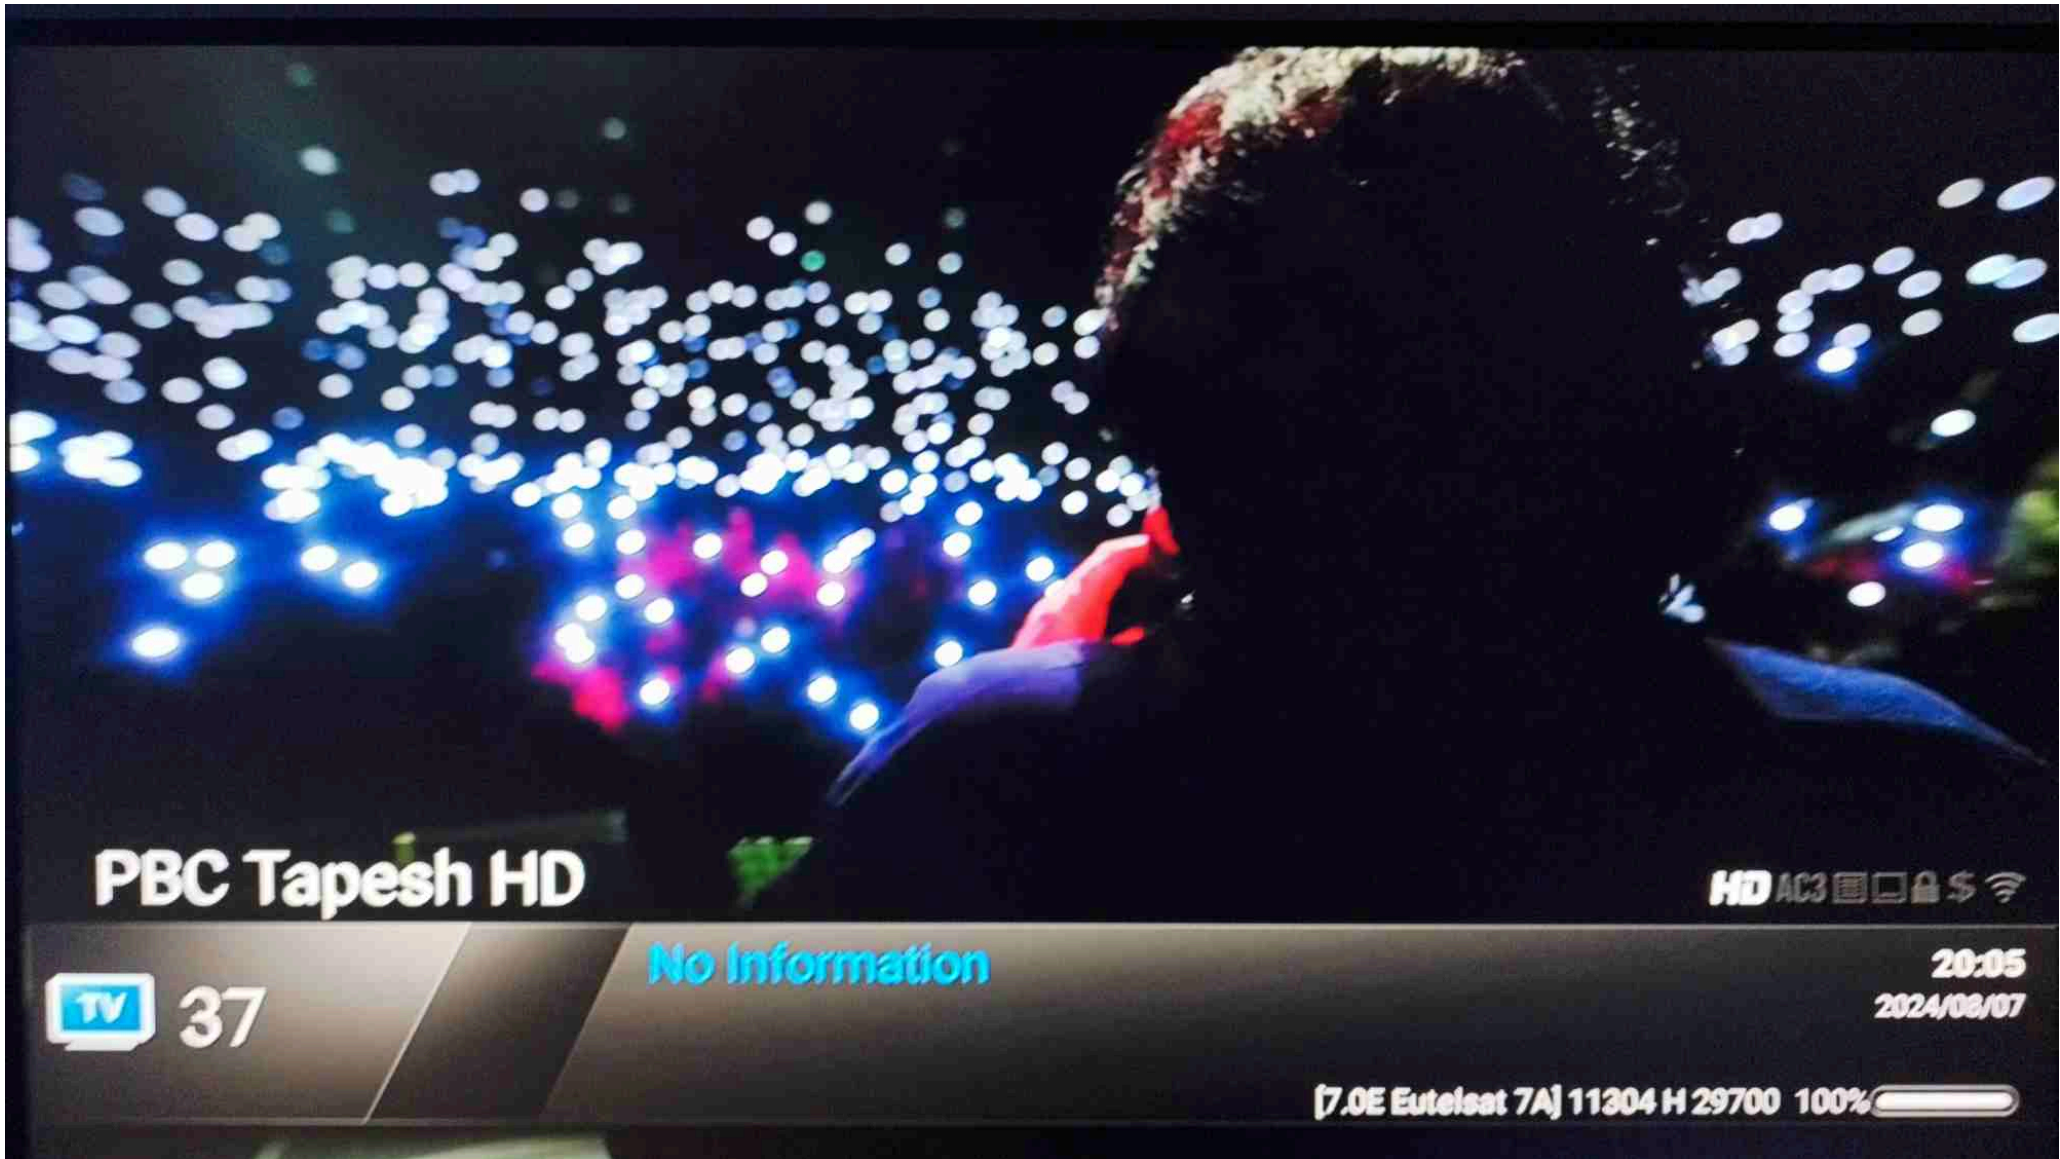 PBC Tapesh HD
HD AC3 $
TV 37
No Information
20:05
2024/08/07
[7.0E Eutelsat 7A] 11304 H 29700 100%